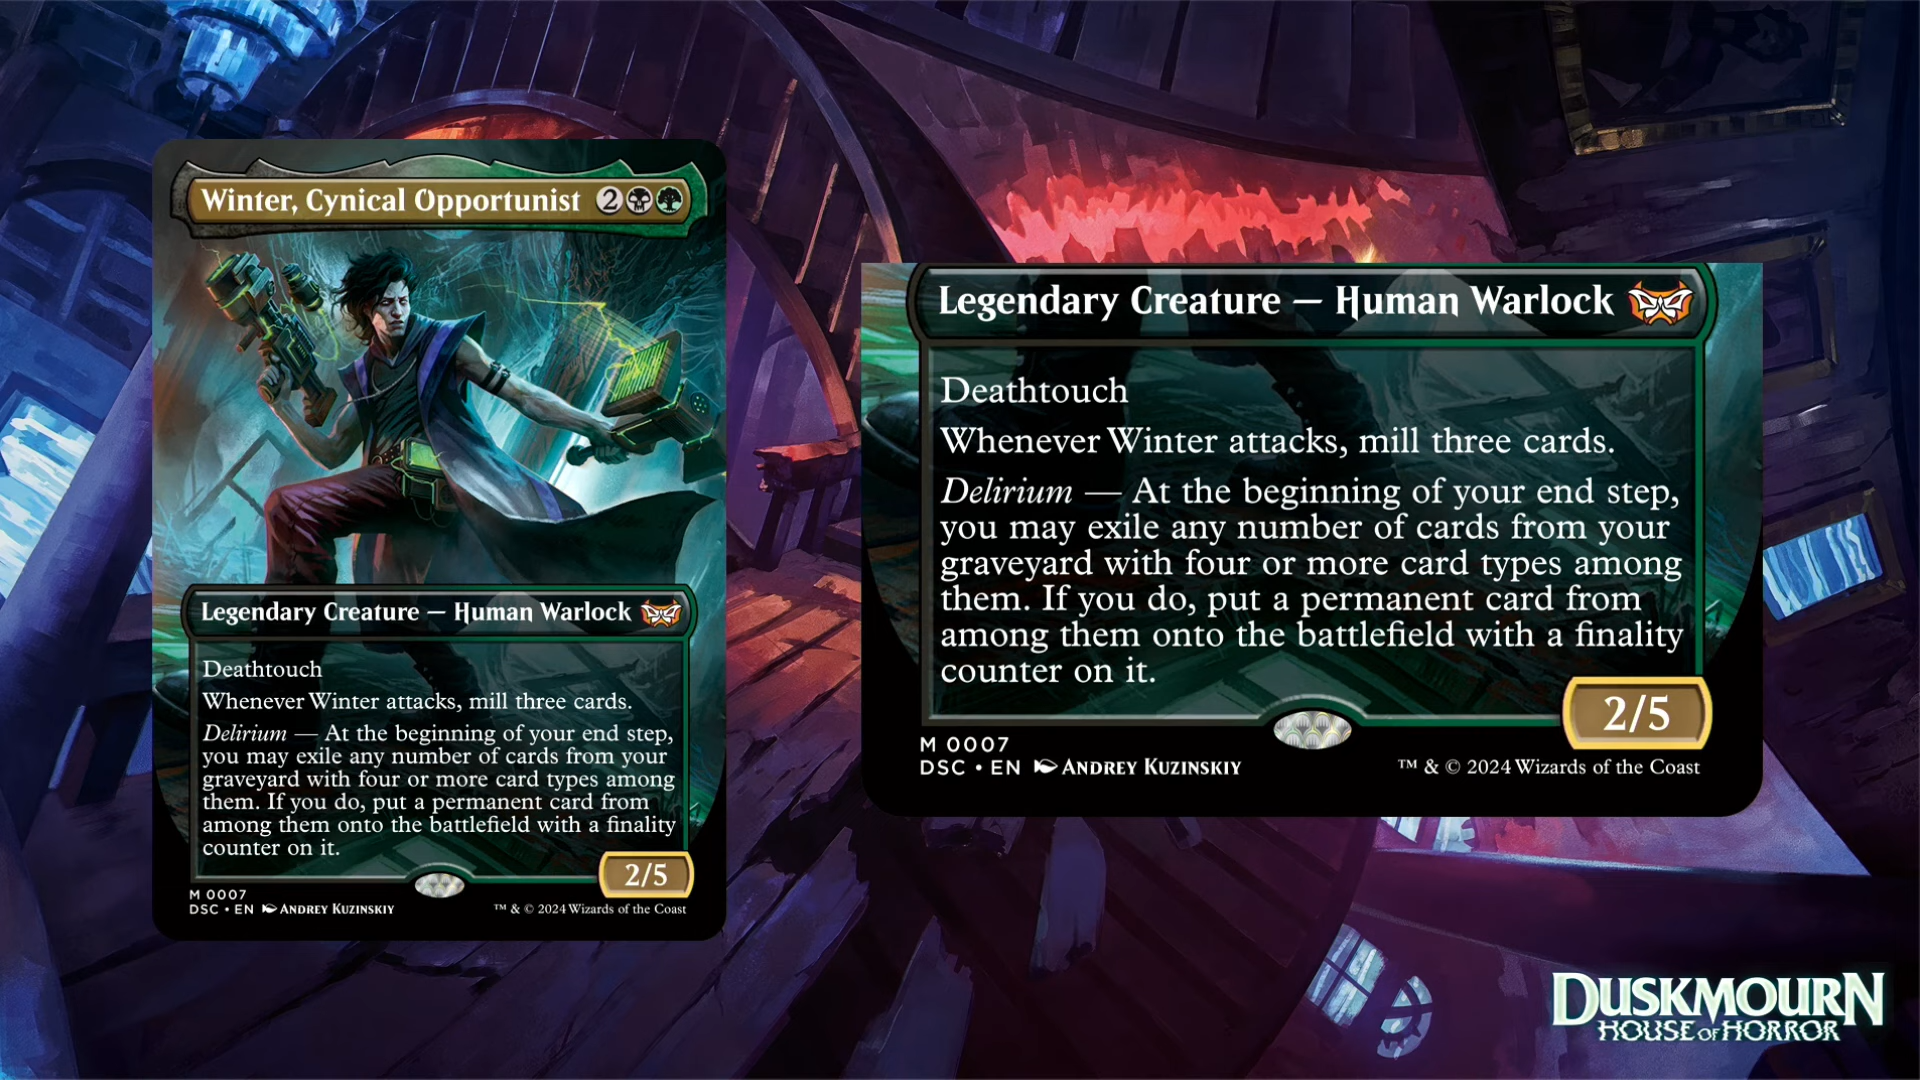 Winter, Cynical Opportunist 2
Legendary Creature — Human Warlock
Deathtouch
Whenever Winter attacks, mill three cards.
Delirium — At the beginning of your end step,
you may exile any number of cards from your
graveyard with four or more card types among
them. If you do, put a permanent card from
among them onto the battlefield with a finality
counter on it.
2/5
M 0007
DSC • EN ANDREY KUZINSKIY
™ & © 2024 Wizards of the Coast
Legendary Creature — Human Warlock
Deathtouch
Whenever Winter attacks, mill three cards.
Delirium — At the beginning of your end step,
you may exile any number of cards from your
graveyard with four or more card types among
them. If you do, put a permanent card from
among them onto the battlefield with a finality
counter on it.
2/5
M 0007
DSC • EN ANDREY KUZINSKIY
™ & © 2024 Wizards of the Coast
DUSKMOURN
HOUSE OF HORROR